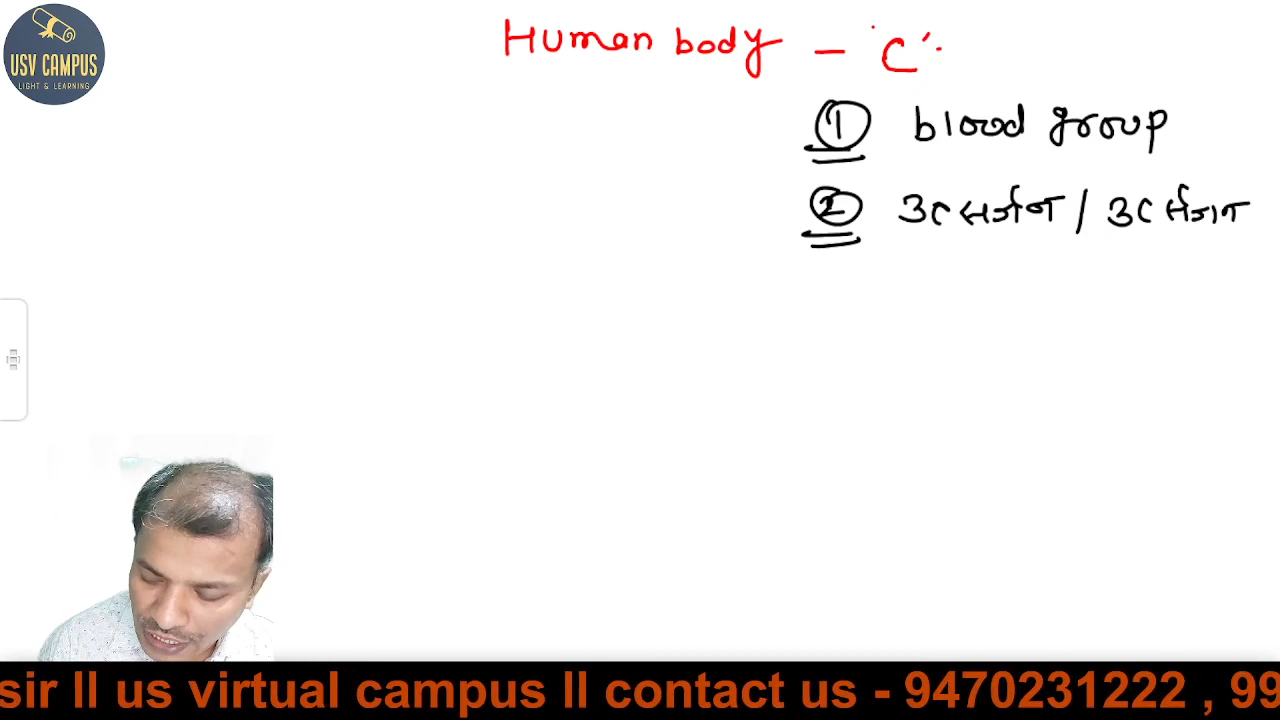 USV CAMPUS
LIGHT & LEARNING
Human body - 'C'
① blood group
② उत्सर्जन / उत्सर्जन
sir ll us virtual campus ll contact us - 9470231222 , 99